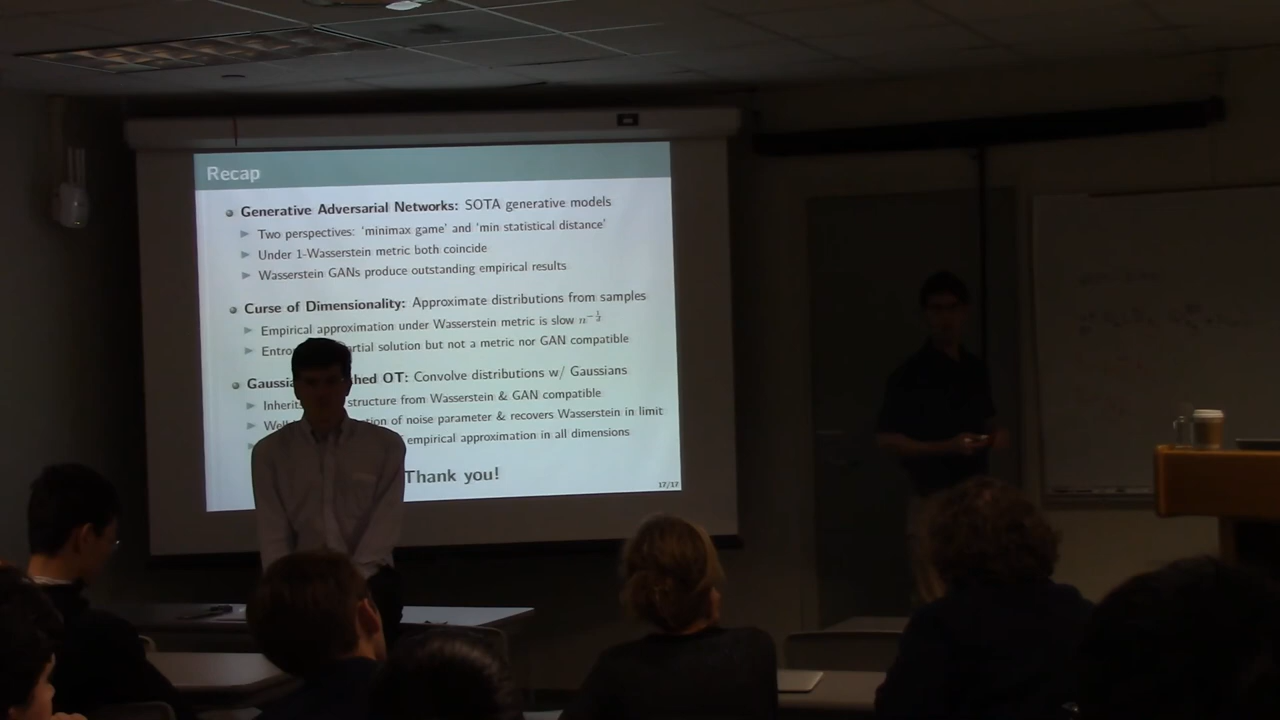 Recap
Generative Adversarial Networks: SOTA generative models
Two perspectives: 'minimax game' and 'min statistical distance'
Under 1-Wasserstein metric both coincide
Wasserstein GANs produce outstanding empirical results
Curse of Dimensionality: Approximate distributions from samples
Empirical approximation under Wasserstein metric is slow n^{-1/d}
partial solution but not a metric nor GAN compatible
OT: Convolve distributions w/ Gaussians
structure from Wasserstein & GAN compatible
of noise parameter & recovers Wasserstein in limit
empirical approximation in all dimensions
Thank you!
17/17